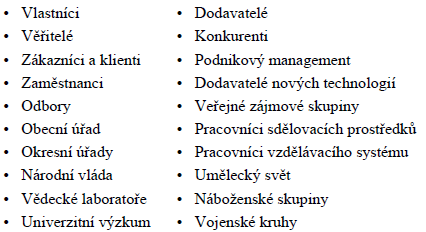 • Vlastníci
• Věřitelé
• Zákazníci a klienti
• Zaměstnanci
• Odbory
• Obecní úřad
• Okresní úřady
• Národní vláda
• Vědecké laboratoře
• Univerzitní výzkum
• Dodavatelé
• Konkurenti
• Podnikový management
• Dodavatelé nových technologií
• Veřejné zájmové skupiny
• Pracovníci sdělovacích prostředků
• Pracovníci vzdělávacího systému
• Umělecký svět
• Náboženské skupiny
• Vojenské kruhy